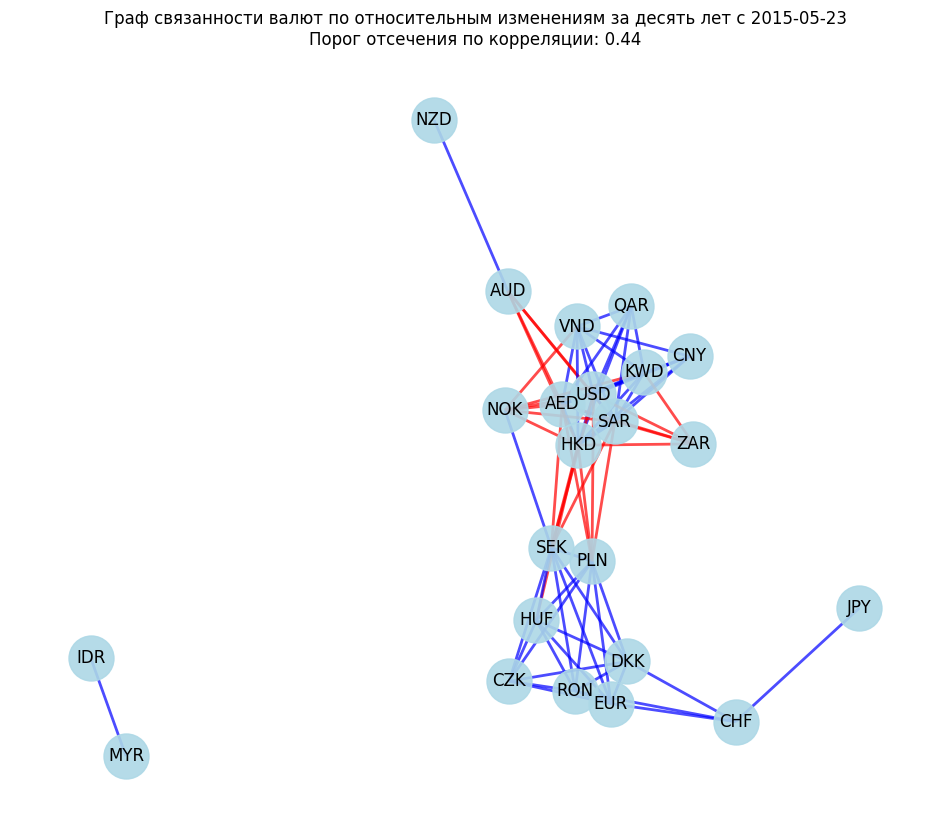 Граф связанности валют по относительным изменениям за десять лет с 2015-05-23
Порог отсечения по корреляции: 0.44
NZD
AUD
QAR
VND
CNY
KWD
USD
AED
NOK
SAR
HKD
ZAR
SEK
PLN
JPY
HUF
IDR
DKK
CZK
RON
EUR
CHF
MYR